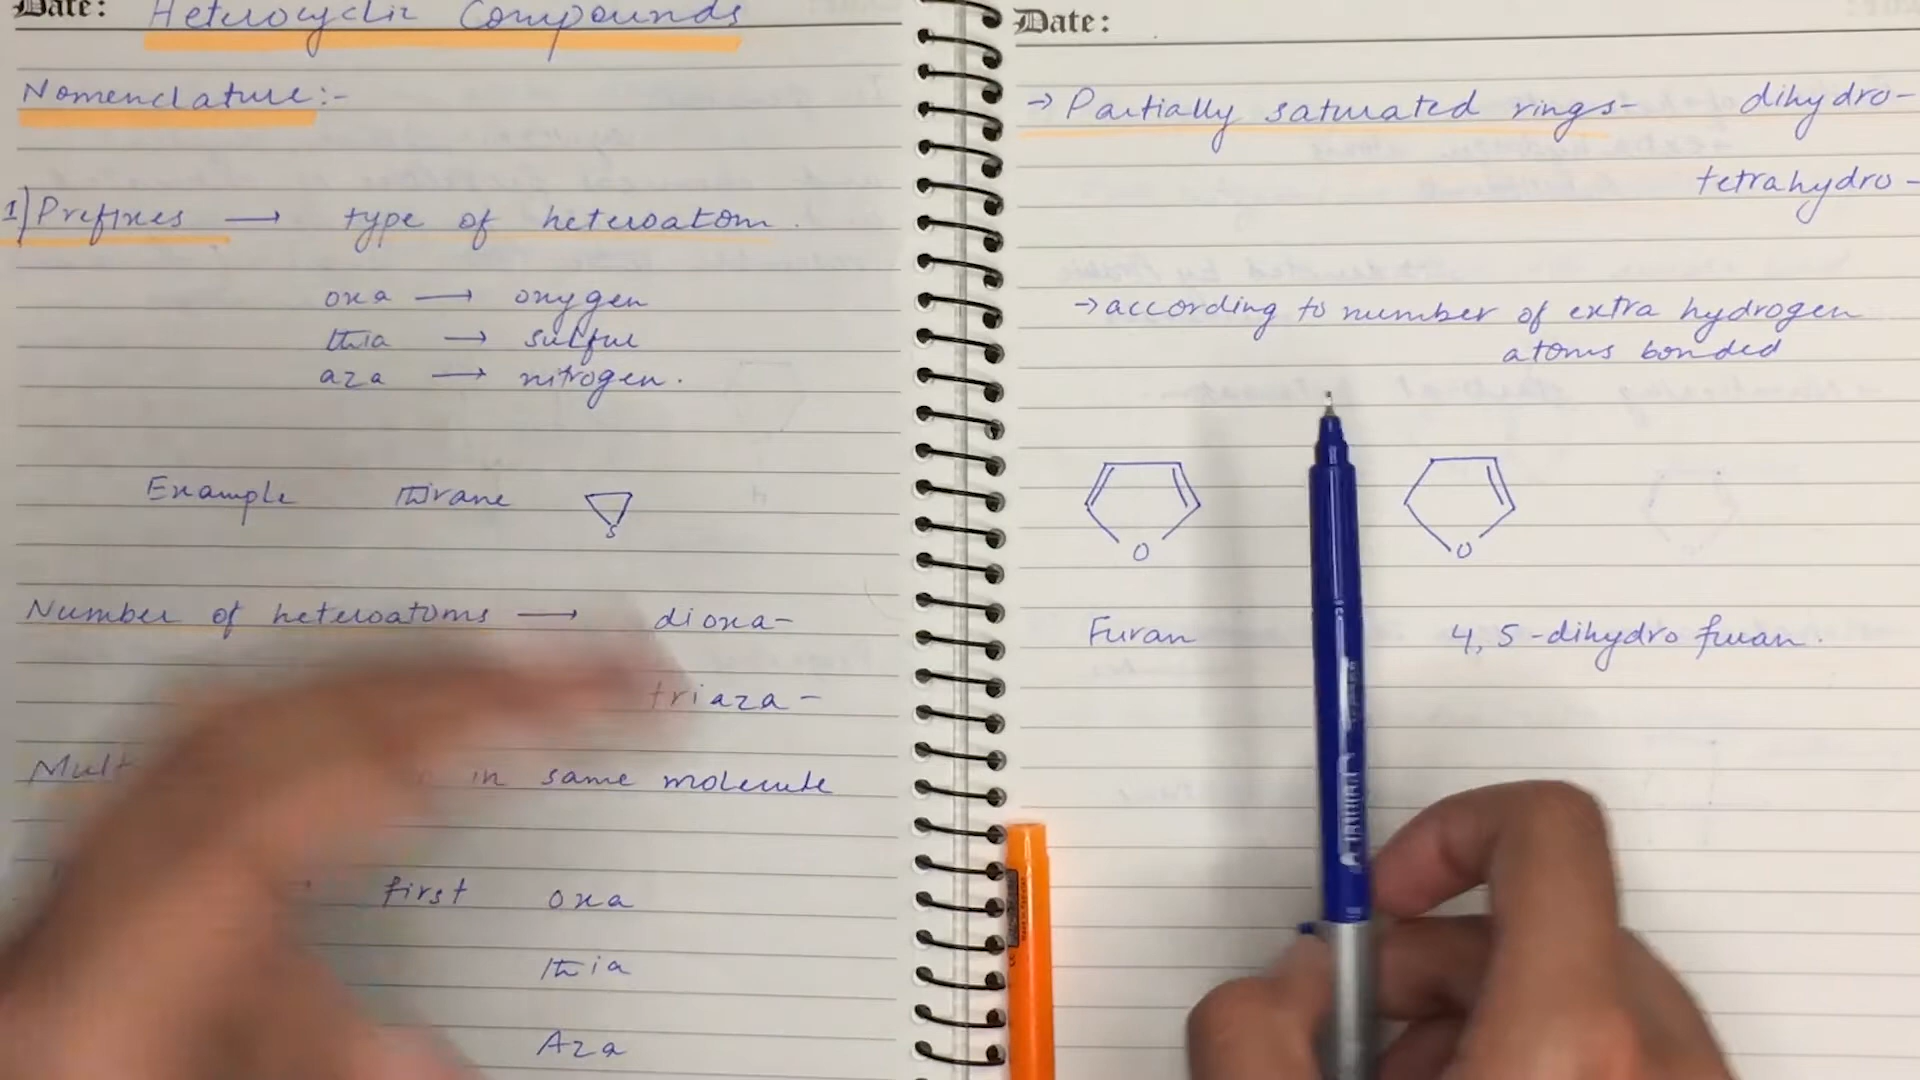 Date: Heterocyclic Compounds
Nomenclature:-
1) Prefixes → type of heteroatom.
oxa → oxygen
thia → sulfur
aza → nitrogen.
Example thirane
S
Number of heteroatoms → dioxa-
triaza-
Mult in same molecule
→ first oxa
thia
Aza
Date:
→ Partially saturated rings- dihydro-
tetrahydro-
→ according to number of extra hydrogen
atoms bonded
O O
Furan 4,5-dihydro furan.